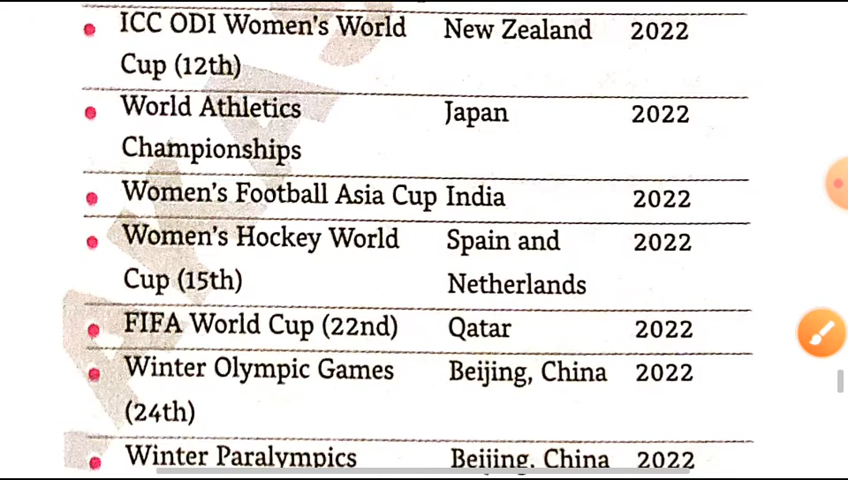 ICC ODI Women's World New Zealand 2022
Cup (12th)
World Athletics Japan 2022
Championships
Women's Football Asia Cup India 2022
Women's Hockey World Spain and 2022
Cup (15th) Netherlands
FIFA World Cup (22nd) Qatar 2022
Winter Olympic Games Beijing, China 2022
(24th)
Winter Paralympics Beijing, China 2022